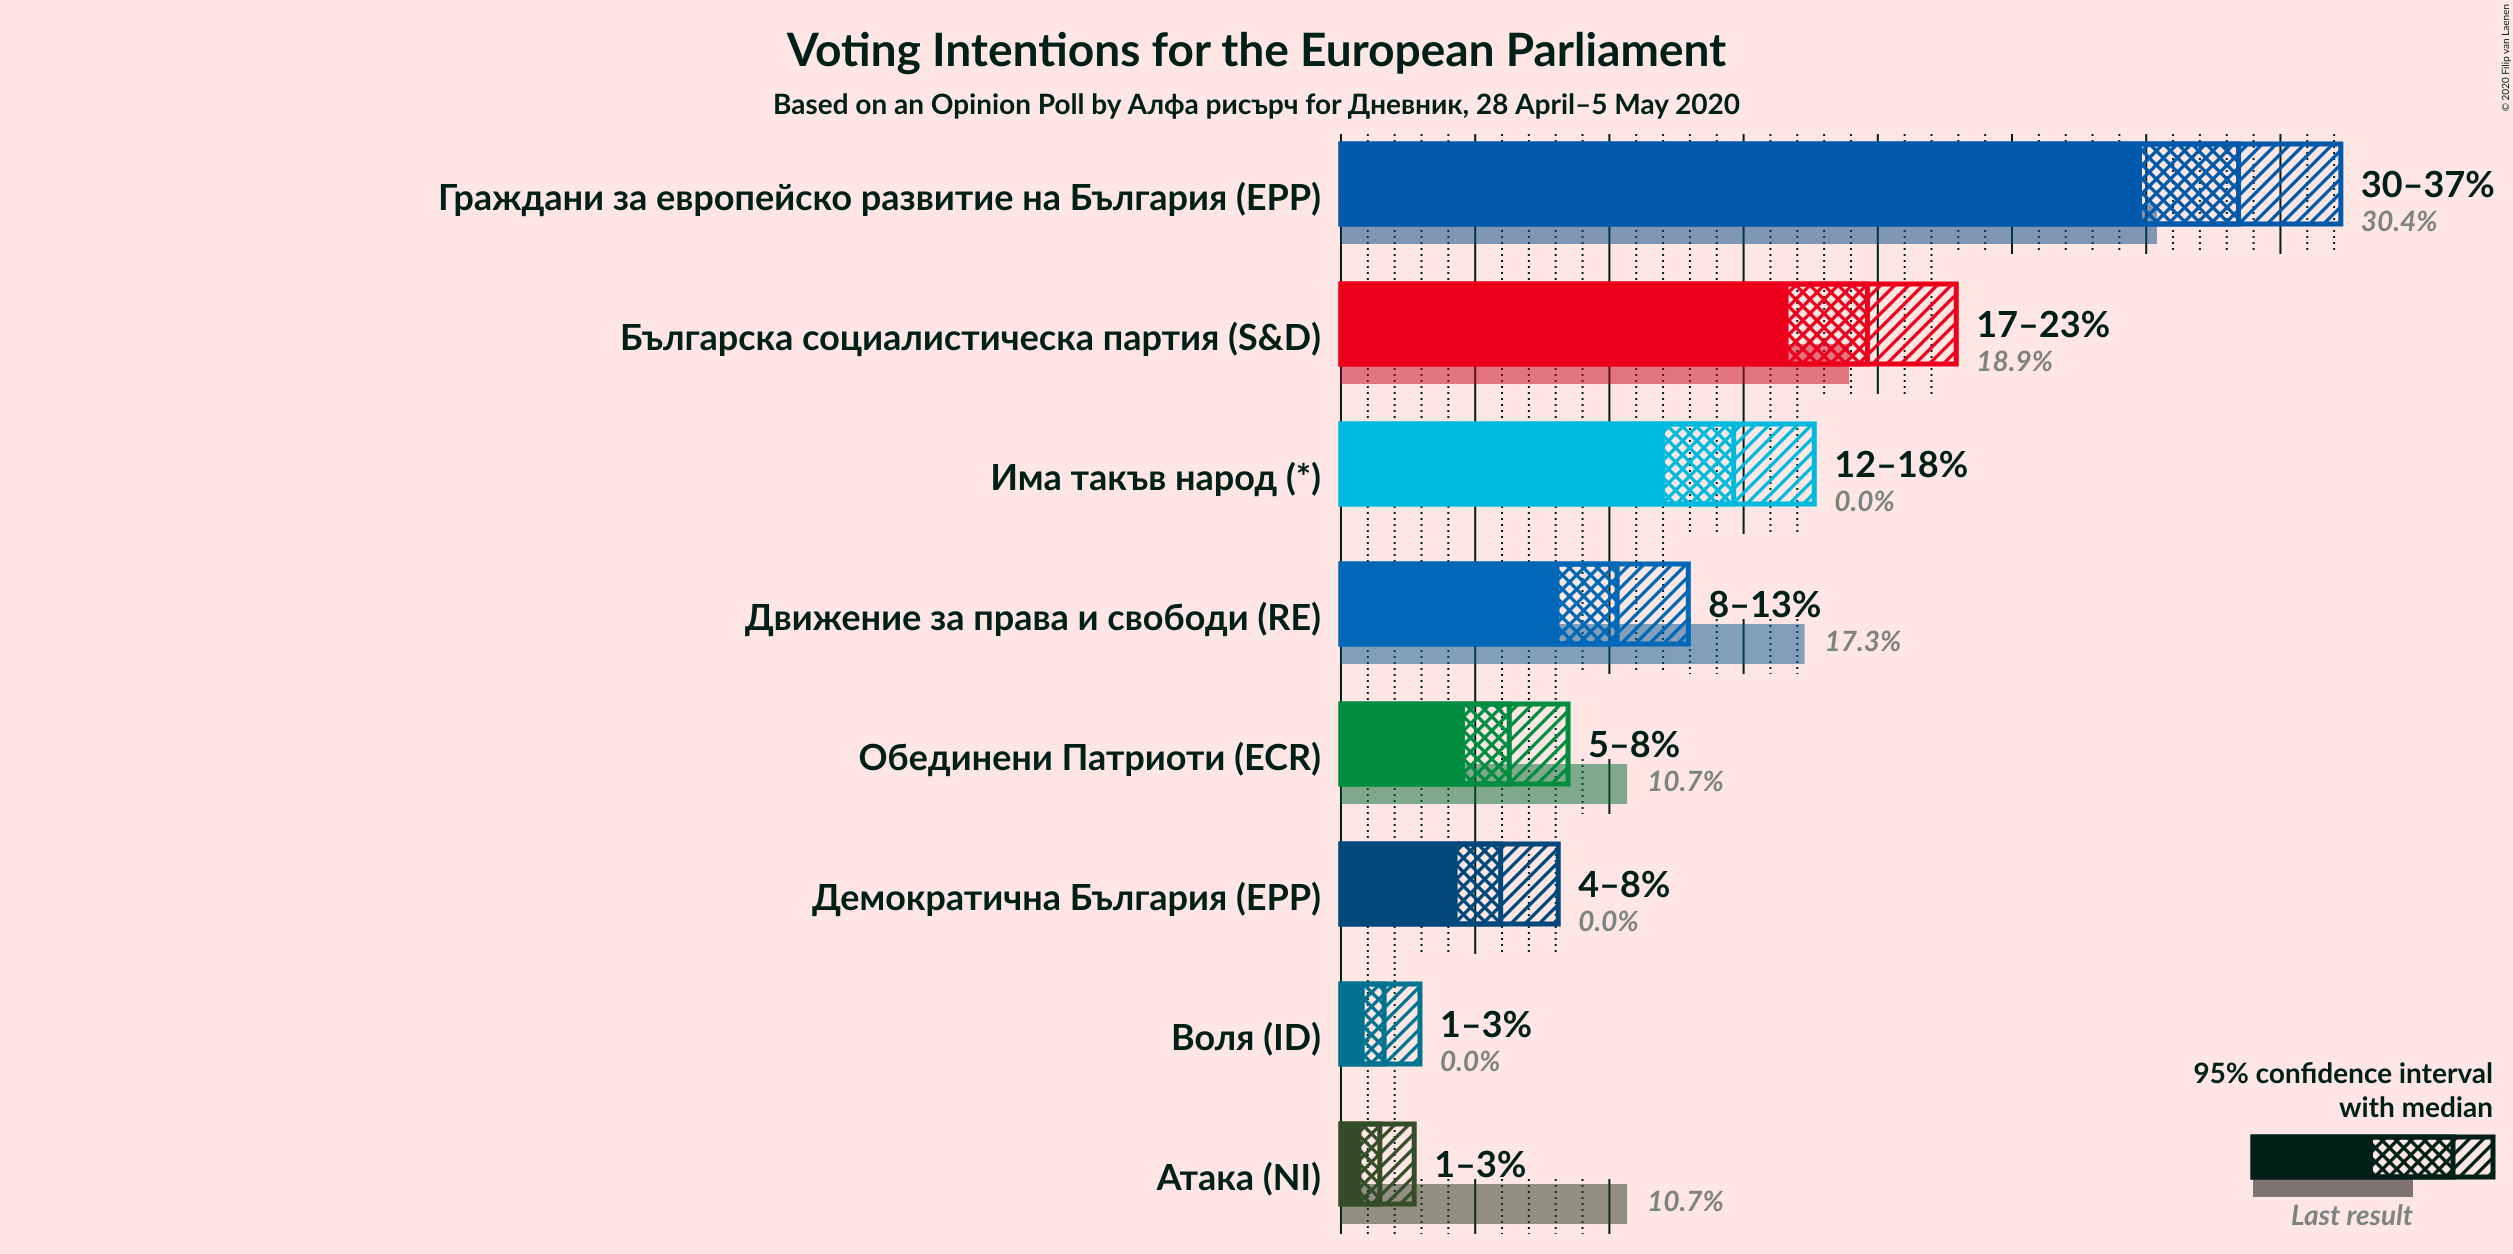 Voting Intentions for the European Parliament
Based on an Opinion Poll by Алфа рисърч for Дневник, 28 April–5 May 2020
© 2020 Filip van Laenen
Граждани за европейско развитие на България (EPP)
30–37%
30.4%
Българска социалистическа партия (S&D)
17–23%
18.9%
Има такъв народ (*)
12–18%
0.0%
Движение за права и свободи (RE)
8–13%
17.3%
Обединени Патриоти (ECR)
5–8%
10.7%
Демократична България (EPP)
4–8%
0.0%
Воля (ID)
1–3%
0.0%
Атака (NI)
1–3%
10.7%
95% confidence interval
with median
Last result